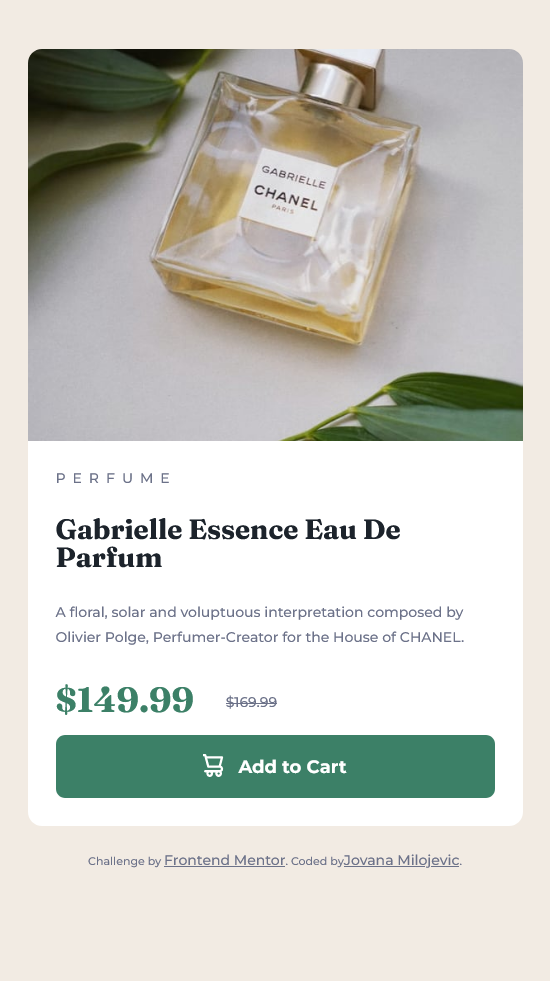 GABRIELLE
CHANEL
PARIS
PERFUME
Gabrielle Essence Eau De
Parfum
A floral, solar and voluptuous interpretation composed by
Olivier Polge, Perfumer-Creator for the House of CHANEL.
$149.99 $169.99
Add to Cart
Challenge by Frontend Mentor. Coded byJovana Milojevic.